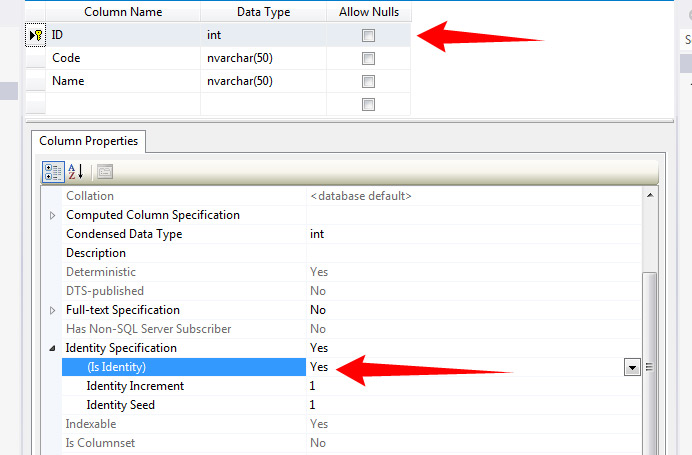 Column Name Data Type Allow Nulls
ID int
Code nvarchar(50)
Name nvarchar(50)
Column Properties
Collation <database default>
Computed Column Specification
Condensed Data Type int
Description
Deterministic Yes
DTS-published No
Full-text Specification No
Has Non-SQL Server Subscriber No
Identity Specification Yes
(Is Identity) Yes
Identity Increment 1
Identity Seed 1
Indexable Yes
Is Columnset No